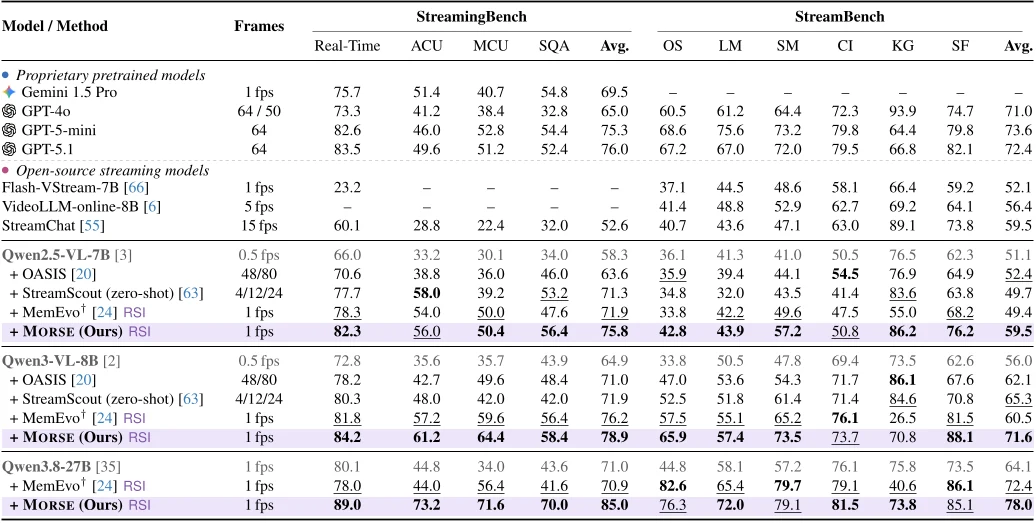 Model / Method Frames StreamingBench StreamBench
Real-Time ACU MCU SQA Avg. OS LM SM CI KG SF Avg.
• Proprietary pretrained models
Gemini 1.5 Pro 1 fps 75.7 51.4 40.7 54.8 69.5 – – – – – – –
GPT-4o 64 / 50 73.3 41.2 38.4 32.8 65.0 60.5 61.2 64.4 72.3 93.9 74.7 71.0
GPT-5-mini 64 82.6 46.0 52.8 54.4 75.3 68.6 75.6 73.2 79.8 64.4 79.8 73.6
GPT-5.1 64 83.5 49.6 51.2 52.4 76.0 67.2 67.0 72.0 79.5 66.8 82.1 72.4
• Open-source streaming models
Flash-VStream-7B [66] 1 fps 23.2 – – – – 37.1 44.5 48.6 58.1 66.4 59.2 52.1
VideoLLM-online-8B [6] 5 fps – – – – – 41.4 48.8 52.9 62.7 69.2 64.1 56.4
StreamChat [55] 15 fps 60.1 28.8 22.4 32.0 52.6 40.7 43.6 47.1 63.0 89.1 73.8 59.5
Qwen2.5-VL-7B [3] 0.5 fps 66.0 33.2 30.1 34.0 58.3 36.1 41.3 41.0 50.5 76.5 62.3 51.1
+ OASIS [20] 48/80 70.6 38.8 36.0 46.0 63.6 35.9 39.4 44.1 54.5 76.9 64.9 52.4
+ StreamScout (zero-shot) [63] 4/12/24 77.7 58.0 39.2 53.2 71.3 34.8 32.0 43.5 41.4 83.6 63.8 49.7
+ MemEvo† [24] RSI 1 fps 78.3 54.0 50.0 47.6 71.9 33.8 42.2 49.6 47.5 55.0 68.2 49.4
+ MORSE (Ours) RSI 1 fps 82.3 56.0 50.4 56.4 75.8 42.8 43.9 57.2 50.8 86.2 76.2 59.5
Qwen3-VL-8B [2] 0.5 fps 72.8 35.6 35.7 43.9 64.9 33.8 50.5 47.8 69.4 73.5 62.6 56.0
+ OASIS [20] 48/80 78.2 42.7 49.6 48.4 71.0 47.0 53.6 54.3 71.7 86.1 67.6 62.1
+ StreamScout (zero-shot) [63] 4/12/24 80.3 48.0 42.0 42.0 71.9 52.5 51.8 61.4 71.4 84.6 70.8 65.3
+ MemEvo† [24] RSI 1 fps 81.8 57.2 59.6 56.4 76.2 57.5 55.1 65.2 76.1 26.5 81.5 60.5
+ MORSE (Ours) RSI 1 fps 84.2 61.2 64.4 58.4 78.9 65.9 57.4 73.5 73.7 70.8 88.1 71.6
Qwen3.8-27B [35] 1 fps 80.1 44.8 34.0 43.6 71.0 44.8 58.1 57.2 76.1 75.8 73.5 64.1
+ MemEvo† [24] RSI 1 fps 78.0 44.0 56.4 41.6 70.9 82.6 65.4 79.7 79.1 40.6 86.1 72.4
+ MORSE (Ours) RSI 1 fps 89.0 73.2 71.6 70.0 85.0 76.3 72.0 79.1 81.5 73.8 85.1 78.0